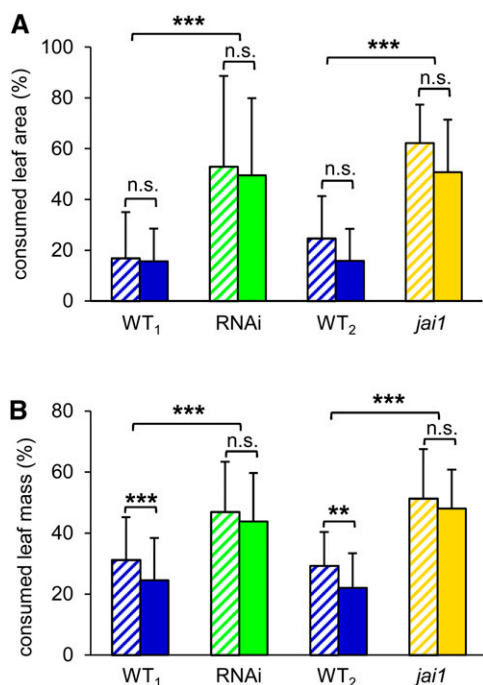 A
consumed leaf area (%)
100
80
60
40
20
0
*** ***
n.s. n.s. n.s. n.s.
WT₁ RNAi WT₂ jai1
B
consumed leaf mass (%)
80
60
40
20
0
*** ***
*** n.s. ** n.s.
WT₁ RNAi WT₂ jai1